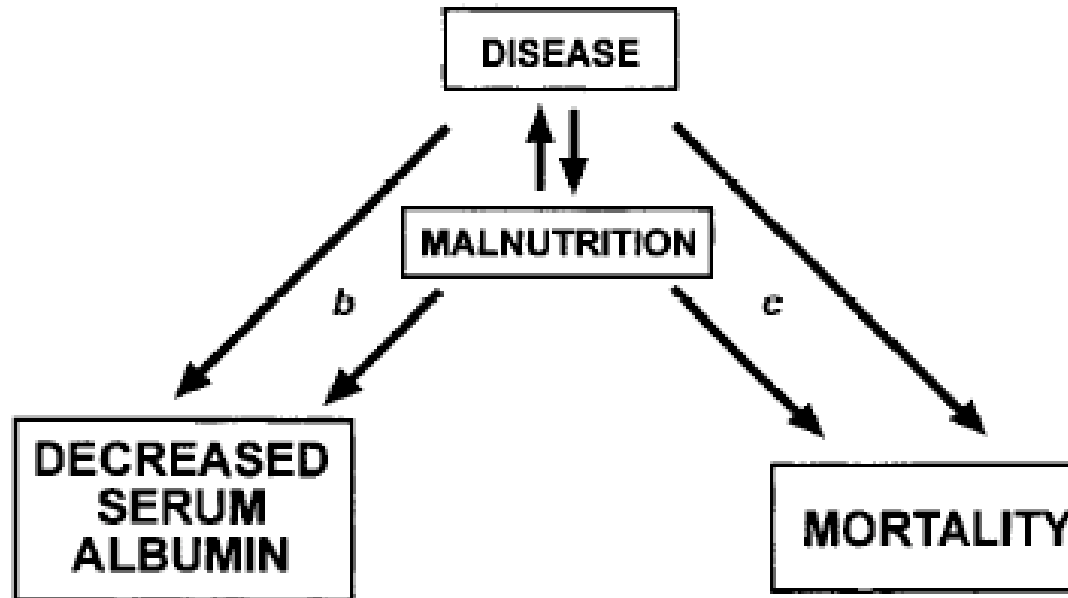 DISEASE
MALNUTRITION
b
c
DECREASED
SERUM
ALBUMIN
MORTALITY